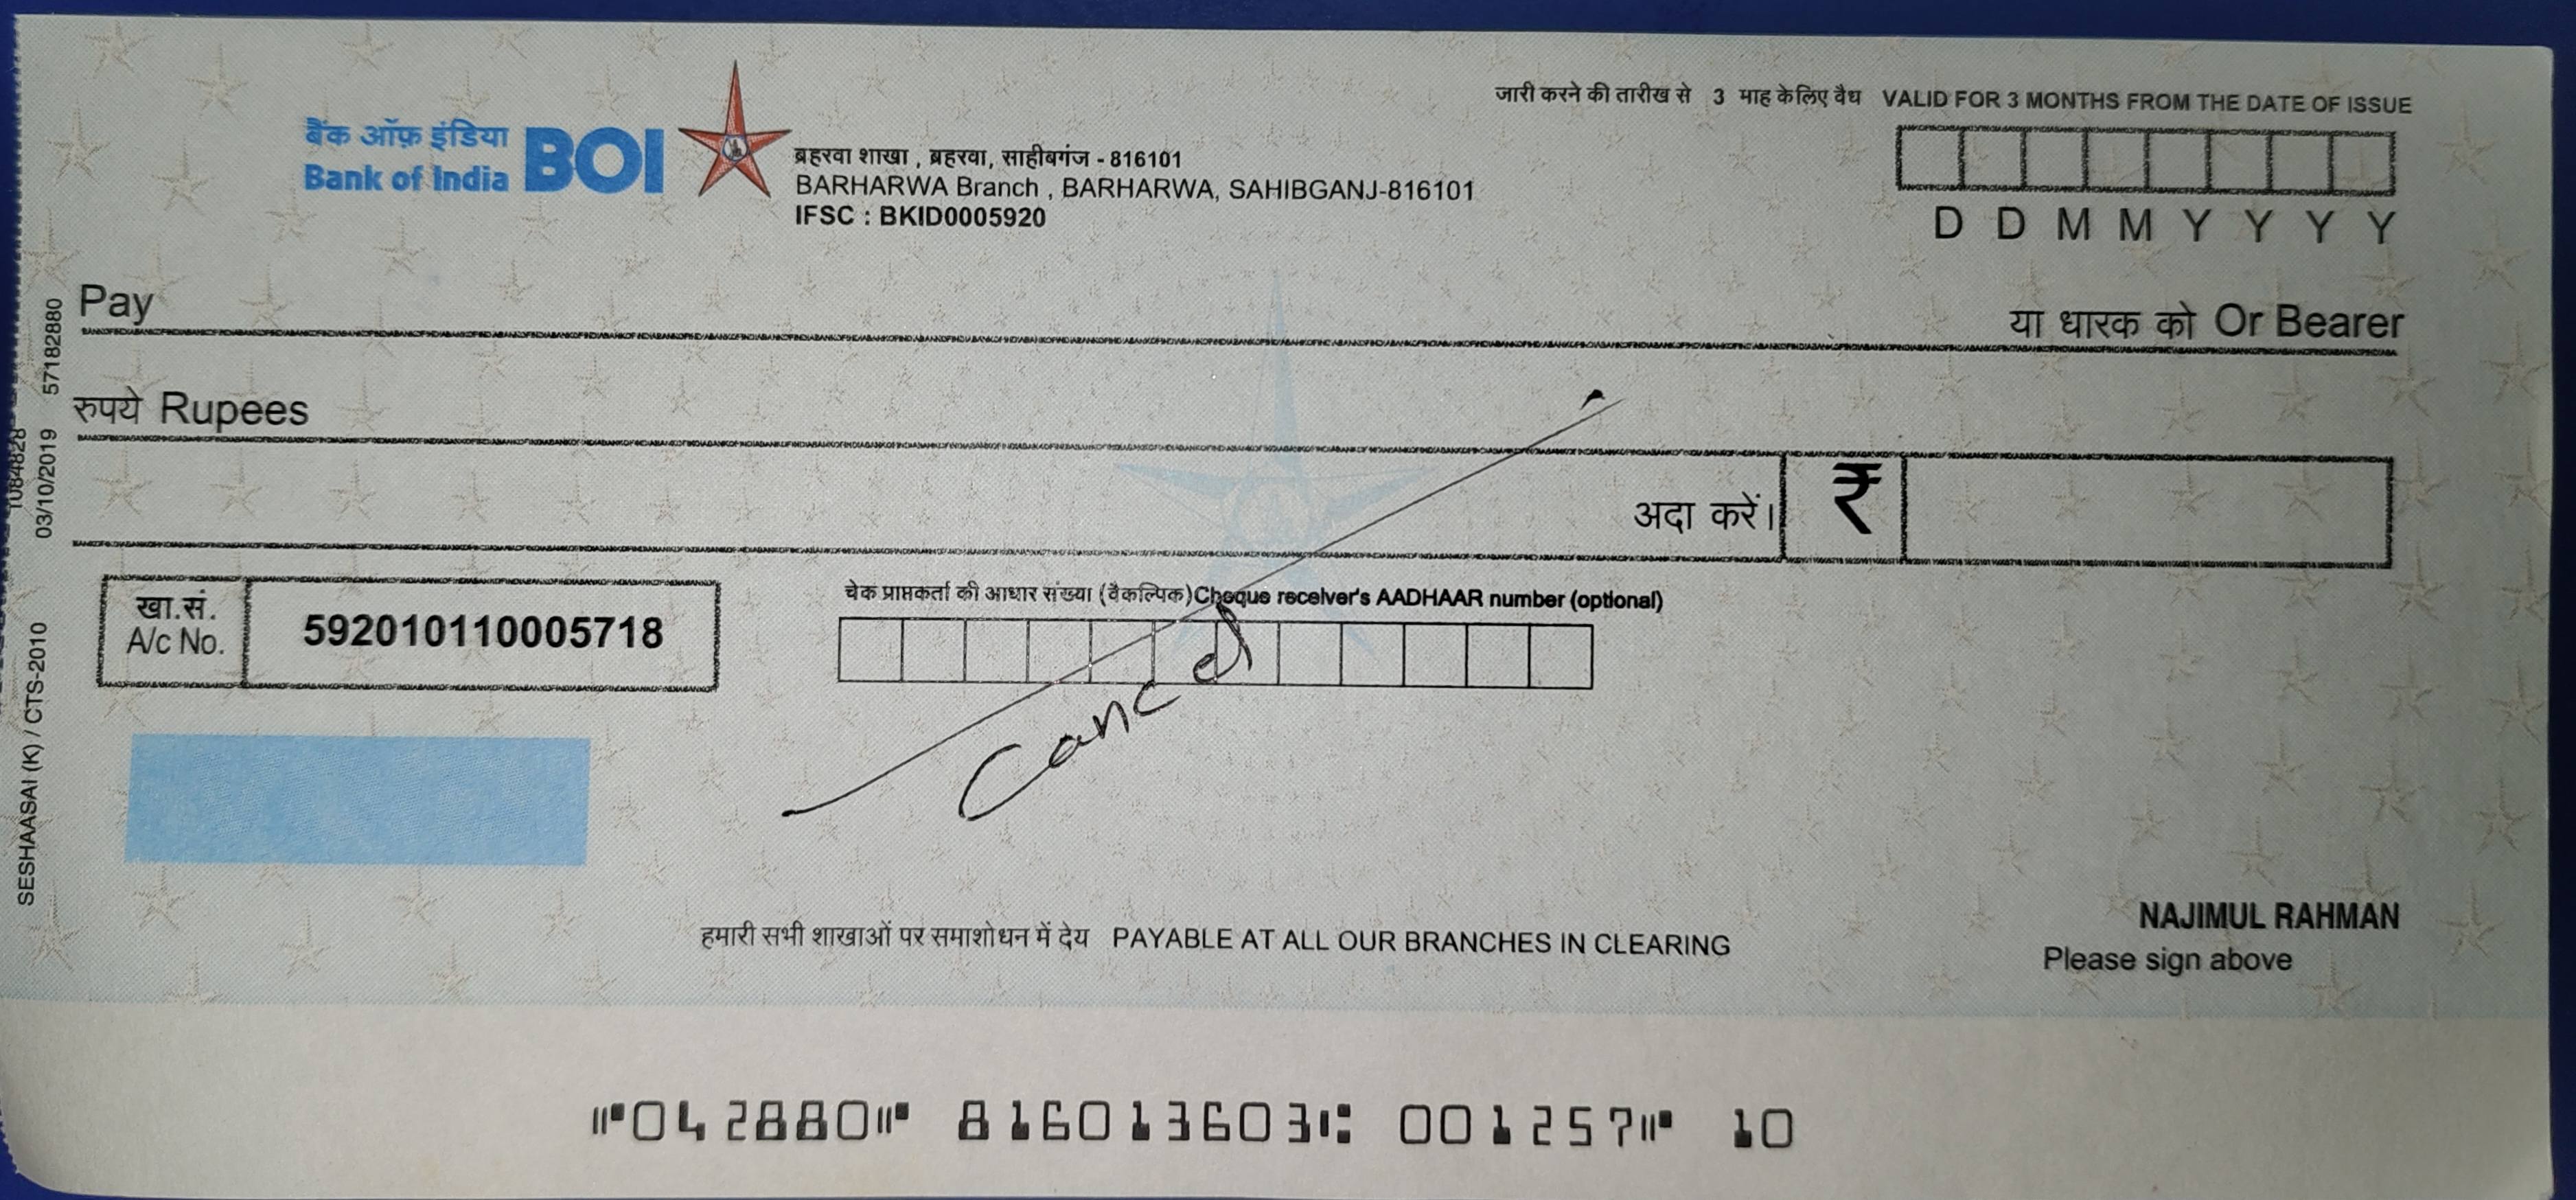 जारी करने की तारीख से 3 माह के लिए वैध VALID FOR 3 MONTHS FROM THE DATE OF ISSUE
बैंक ऑफ़ इंडिया BOI
Bank of India
ब्रहरवा शाखा , ब्रहरवा, साहीबगंज - 816101
BARHARWA Branch , BARHARWA, SAHIBGANJ-816101
IFSC : BKID0005920
D D M M Y Y Y Y
Pay या धारक को Or Bearer
रुपये Rupees
अदा करें। ₹
खा.सं.
A/c No. 592010110005718
चेक प्राप्तकर्ता की आधार संख्या (वैकल्पिक) Cheque receiver's AADHAAR number (optional)
Cancel
NAJIMUL RAHMAN
Please sign above
हमारी सभी शाखाओं पर समाशोधन में देय PAYABLE AT ALL OUR BRANCHES IN CLEARING
⑈042880⑈ 816013603⑆ 001257⑈ 10
SESHAASAI (K) / CTS-2010
03/10/2019 57182880